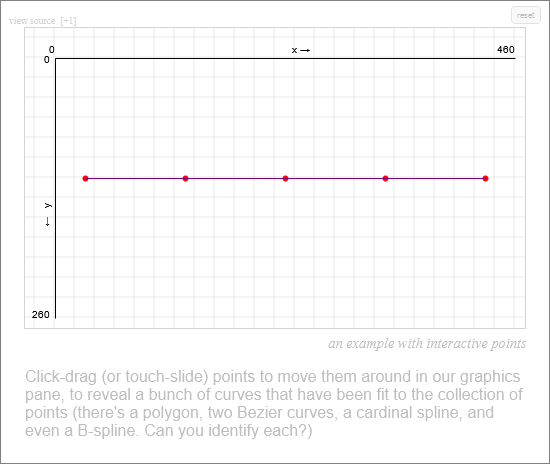 view source [+1]
reset
0
x →
460
0
← y
260
an example with interactive points
Click-drag (or touch-slide) points to move them around in our graphics
pane, to reveal a bunch of curves that have been fit to the collection of
points (there's a polygon, two Bezier curves, a cardinal spline, and
even a B-spline. Can you identify each?)